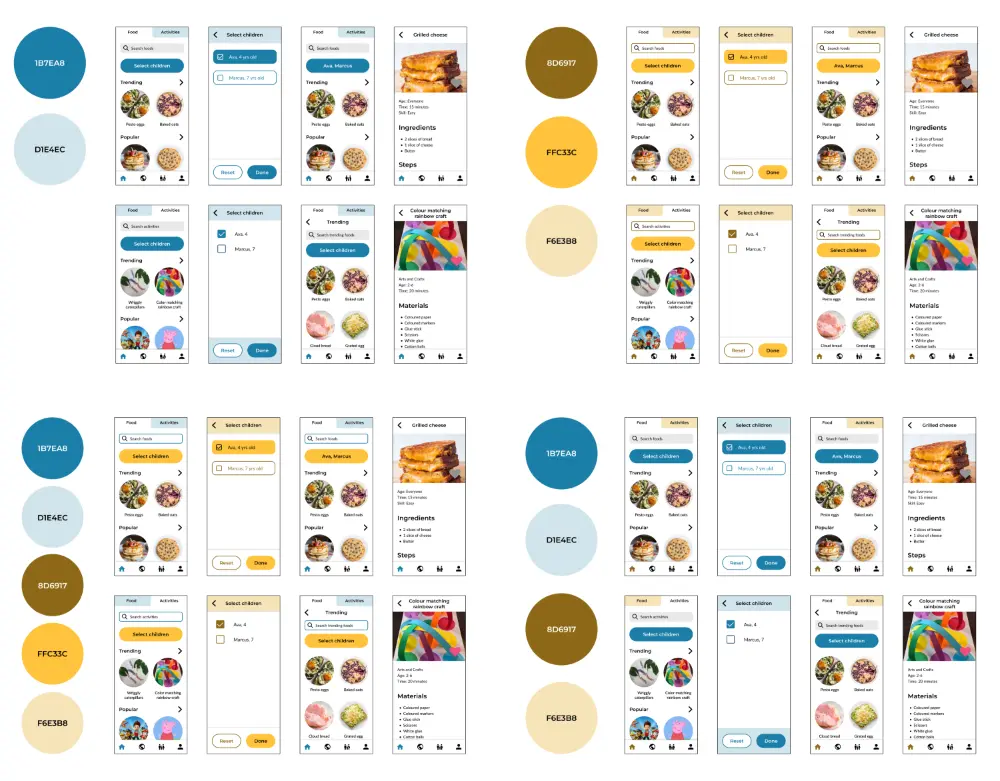 1B7EA8
D1E4EC
Food Activities
Search foods
Select children
Trending
Pesto eggs Baked oats
Popular
Select children
Ava, 4 years old
Marcus, 7 yrs old
Reset Done
Food Activities
Search foods
Ava, Marcus
Trending
Pesto eggs Baked oats
Popular
Grilled cheese
Age: Everyone
Time: 15 minutes
Skill: Easy
Ingredients
2 slices of bread
1 slice of cheese
Butter
Steps
Food Activities
Search activities
Select children
Trending
Wriggly Color matching
caterpillars rainbow craft
Popular
Select children
Ava, 4
Marcus, 7
Reset Done
Food Activities
Trending
Search trending foods
Select children
Pesto eggs Baked oats
Cloud bread Grated egg
Colour matching
rainbow craft
Arts and Crafts
Age: 2-6
Time: 20 minutes
Materials
Coloured paper
Coloured markers
Glue stick
Scissors
White glue
Cotton balls
8D6917
FFC33C
F6E3B8
Food Activities
Search foods
Select children
Trending
Pesto eggs Baked oats
Popular
Select children
Ava, 4 years old
Marcus, 7 yrs old
Reset Done
Food Activities
Search foods
Ava, Marcus
Trending
Pesto eggs Baked oats
Popular
Grilled cheese
Age: Everyone
Time: 15 minutes
Skill: Easy
Ingredients
2 slices of bread
1 slice of cheese
Butter
Steps
Food Activities
Search activities
Select children
Trending
Wriggly Color matching
caterpillars rainbow craft
Popular
Select children
Ava, 4
Marcus, 7
Reset Done
Food Activities
Trending
Search trending foods
Select children
Pesto eggs Baked oats
Cloud bread Grated egg
Colour matching
rainbow craft
Arts and Crafts
Age: 2-6
Time: 20 minutes
Materials
Coloured paper
Coloured markers
Glue stick
Scissors
White glue
Cotton balls
1B7EA8
D1E4EC
8D6917
FFC33C
F6E3B8
Food Activities
Search foods
Select children
Trending
Pesto eggs Baked oats
Popular
Select children
Ava, 4 years old
Marcus, 7 yrs old
Reset Done
Food Activities
Search foods
Ava, Marcus
Trending
Pesto eggs Baked oats
Popular
Grilled cheese
Age: Everyone
Time: 15 minutes
Skill: Easy
Ingredients
2 slices of bread
1 slice of cheese
Butter
Steps
Food Activities
Search activities
Select children
Trending
Wriggly Color matching
caterpillars rainbow craft
Popular
Select children
Ava, 4
Marcus, 7
Reset Done
Food Activities
Trending
Search trending foods
Select children
Pesto eggs Baked oats
Cloud bread Grated egg
Colour matching
rainbow craft
Arts and Crafts
Age: 2-6
Time: 20 minutes
Materials
Coloured paper
Coloured markers
Glue stick
Scissors
White glue
Cotton balls
1B7EA8
D1E4EC
8D6917
F6E3B8
Food Activities
Search foods
Select children
Trending
Pesto eggs Baked oats
Popular
Select children
Ava, 4 years old
Marcus, 7 yrs old
Reset Done
Food Activities
Search foods
Ava, Marcus
Trending
Pesto eggs Baked oats
Popular
Grilled cheese
Age: Everyone
Time: 15 minutes
Skill: Easy
Ingredients
2 slices of bread
1 slice of cheese
Butter
Steps
Food Activities
Search activities
Select children
Trending
Wriggly Color matching
caterpillars rainbow craft
Popular
Select children
Ava, 4
Marcus, 7
Reset Done
Food Activities
Trending
Search trending foods
Select children
Pesto eggs Baked oats
Cloud bread Grated egg
Colour matching
rainbow craft
Arts and Crafts
Age: 2-6
Time: 20 minutes
Materials
Coloured paper
Coloured markers
Glue stick
Scissors
White glue
Cotton balls